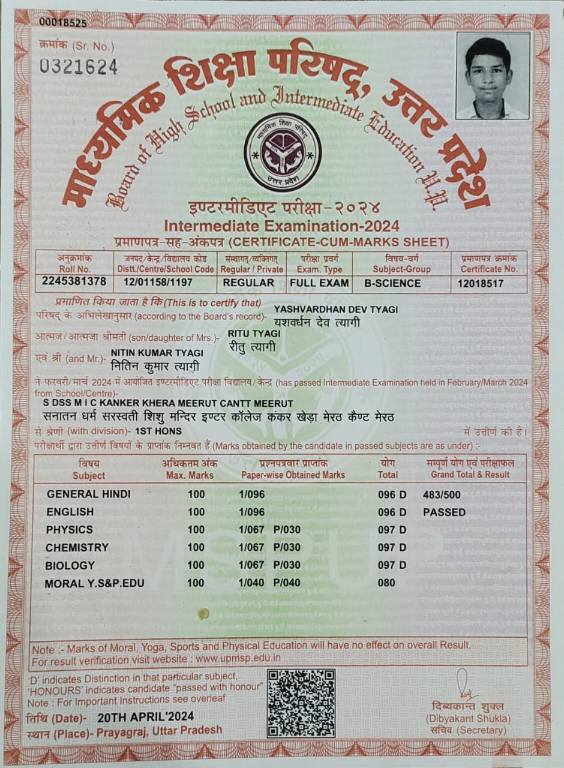 00018525
क्रमांक (Sr. No.)
0321624
माध्यमिक शिक्षा परिषद्, उत्तर प्रदेश
Board of High School and Intermediate Education U.P.
माध्यमिक शिक्षा परिषद्
उत्तर प्रदेश
इण्टरमीडिएट परीक्षा-२०२४
Intermediate Examination-2024
प्रमाणपत्र-सह-अंकपत्र (CERTIFICATE-CUM-MARKS SHEET)
अनुक्रमांक जनपद/केन्द्र/विद्यालय कोड संस्थागत/व्यक्तिगत परीक्षा प्रवर्ग विषय-वर्ग प्रमाणपत्र क्रमांक
Roll No. Distt./Centre/School Code Regular / Private Exam. Type Subject-Group Certificate No.
2245381378 12/01158/1197 REGULAR FULL EXAM B-SCIENCE 12018517
प्रमाणित किया जाता है कि(This is to certify that)
YASHVARDHAN DEV TYAGI
परिषद् के अभिलेखानुसार (according to the Board's record)- यशवर्धन देव त्यागी
RITU TYAGI
आत्मज/आत्मजा श्रीमती (son/daughter of Mrs.)- रीतु त्यागी
NITIN KUMAR TYAGI
एवं श्री (and Mr.)- नितिन कुमार त्यागी
ने फरवरी/मार्च 2024 में आयोजित इण्टरमीडिएट परीक्षा विद्यालय/केन्द्र (has passed Intermediate Examination held in February/March 2024
from School/Centre)-
S DSS M I C KANKER KHERA MEERUT CANTT MEERUT
सनातन धर्म सरस्वती शिशु मन्दिर इण्टर कॉलेज कंकर खेड़ा मेरठ कैण्ट मेरठ
से श्रेणी (with division)- 1ST HONS में उत्तीर्ण की है।
परीक्षार्थी द्वारा उत्तीर्ण विषयों के प्राप्तांक निम्नवत हैं (Marks obtained by the candidate in passed subjects are as under) :-
विषय अधिकतम अंक प्रश्नपत्रवार प्राप्तांक योग सम्पूर्ण योग एवं परीक्षाफल
Subject Max. Marks Paper-wise Obtained Marks Total Grand Total & Result
GENERAL HINDI 100 1/096 096 D 483/500
ENGLISH 100 1/096 096 D PASSED
PHYSICS 100 1/067 P/030 097 D
CHEMISTRY 100 1/067 P/030 097 D
BIOLOGY 100 1/067 P/030 097 D
MORAL Y.S&P.EDU 100 1/040 P/040 080
Note :- Marks of Moral, Yoga, Sports and Physical Education will have no effect on overall Result.
For result verification visit website : www.upmsp.edu.in
'D' indicates Distinction in that particular subject,
'HONOURS' indicates candidate "passed with honour"
Note :- For Important Instructions see overleaf
तिथि (Date)- 20TH APRIL'2024
स्थान (Place)- Prayagraj, Uttar Pradesh
दिब्यकान्त शुक्ल
(Dibyakant Shukla)
सचिव (Secretary)